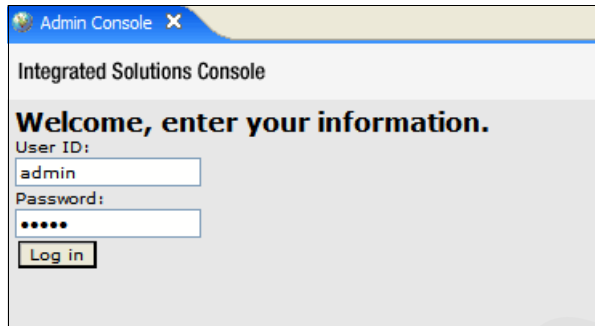 Admin Console
Integrated Solutions Console
Welcome, enter your information.
User ID:
admin
Password:
•••••
Log in